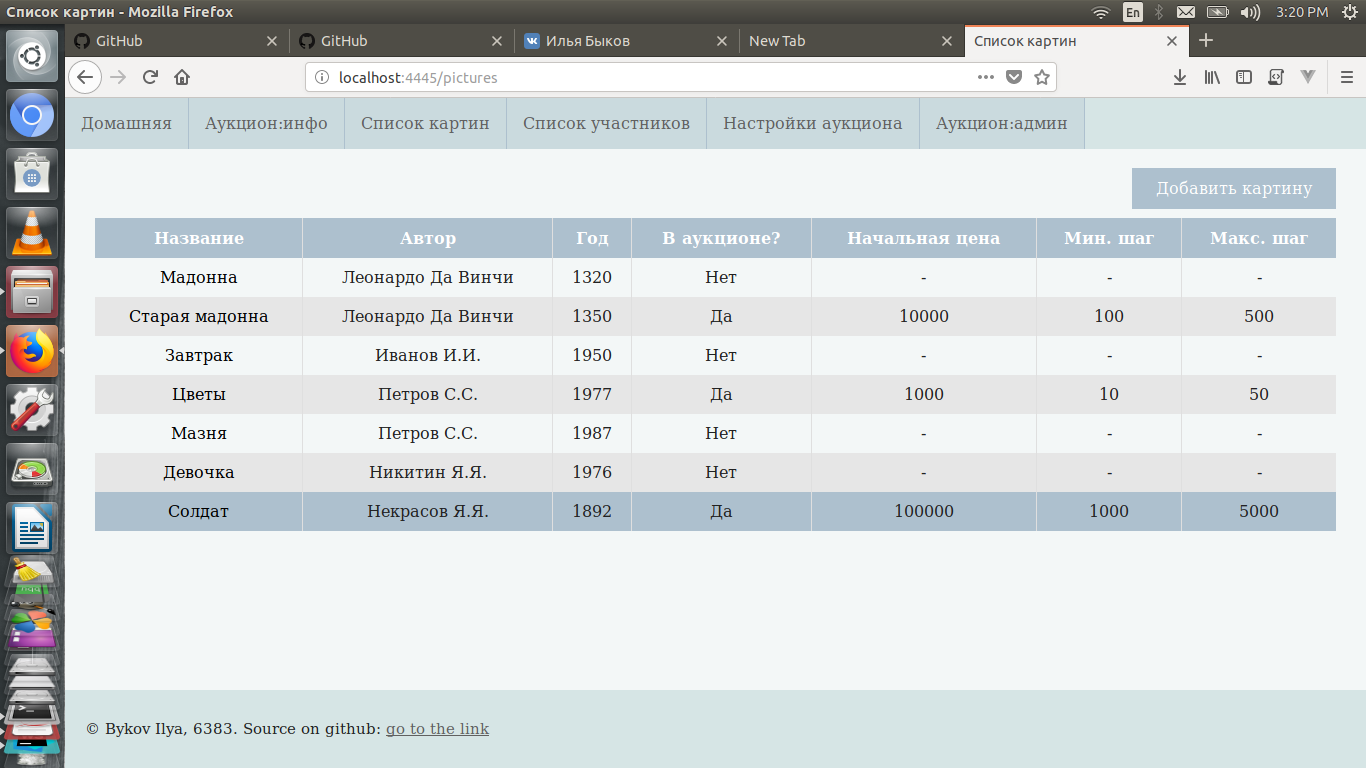 Список картин - Mozilla Firefox
En
3:20 PM
GitHub
GitHub
Илья Быков
New Tab
Список картин
localhost:4445/pictures
Домашняя Аукцион:инфо Список картин Список участников Настройки аукциона Аукцион:админ
Добавить картину
Название Автор Год В аукционе? Начальная цена Мин. шаг Макс. шаг
Мадонна Леонардо Да Винчи 1320 Нет - - -
Старая мадонна Леонардо Да Винчи 1350 Да 10000 100 500
Завтрак Иванов И.И. 1950 Нет - - -
Цветы Петров С.С. 1977 Да 1000 10 50
Мазня Петров С.С. 1987 Нет - - -
Девочка Никитин Я.Я. 1976 Нет - - -
Солдат Некрасов Я.Я. 1892 Да 100000 1000 5000
© Bykov Ilya, 6383. Source on github: go to the link